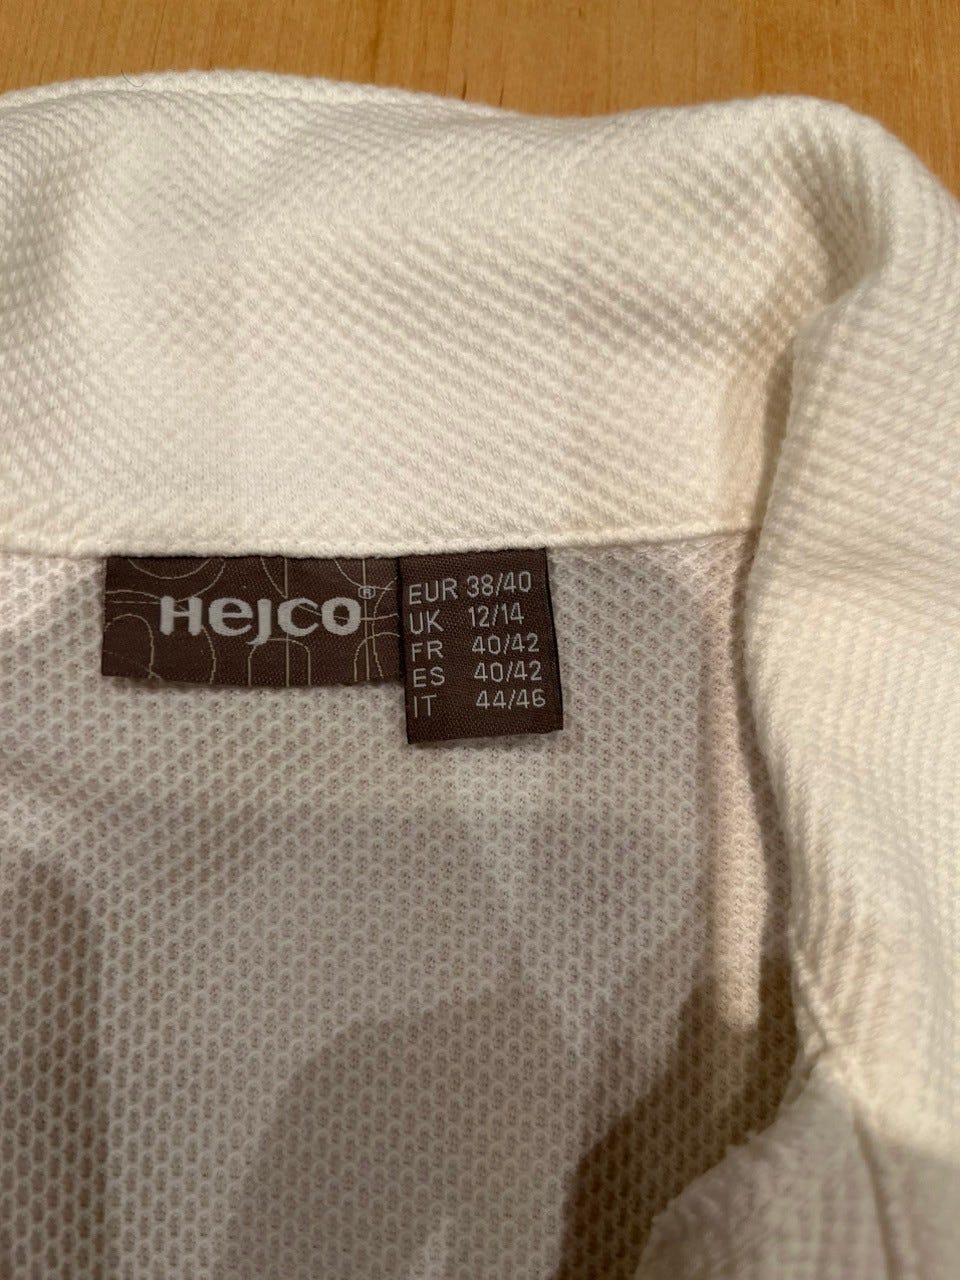 Hejco®
EUR 38/40
UK 12/14
FR 40/42
ES 40/42
IT 44/46